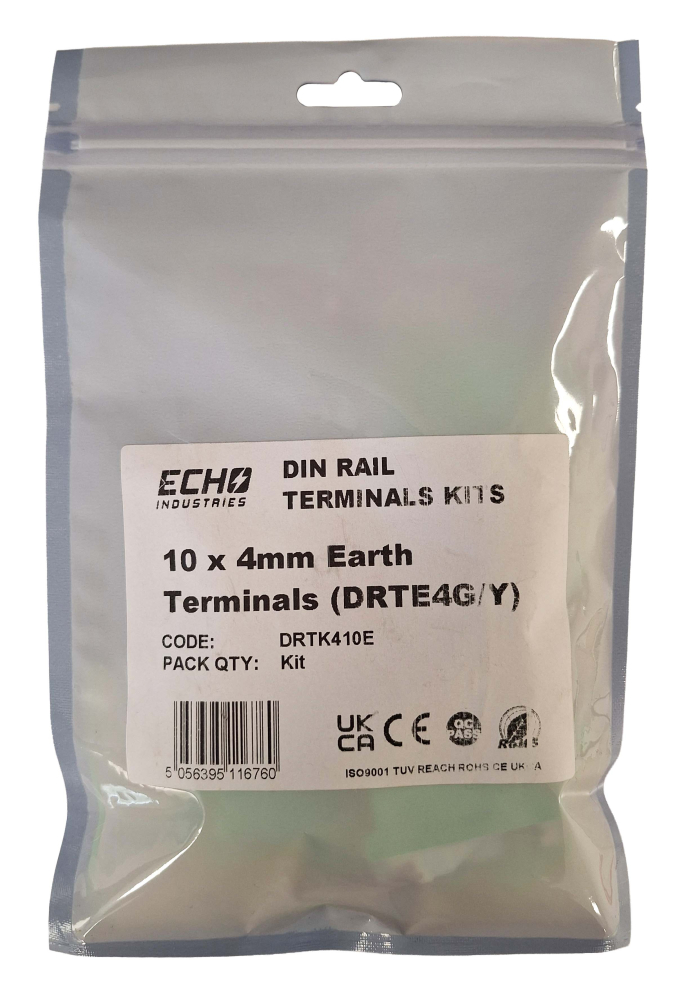 ECHO
INDUSTRIES
DIN RAIL
TERMINALS KITS
10 x 4mm Earth
Terminals (DRTE4G/Y)
CODE: DRTK410E
PACK QTY: Kit
UK
CA CE QC
PASS RoHS
5 056395 116760
ISO9001 TUV REACH ROHS CE UKCA